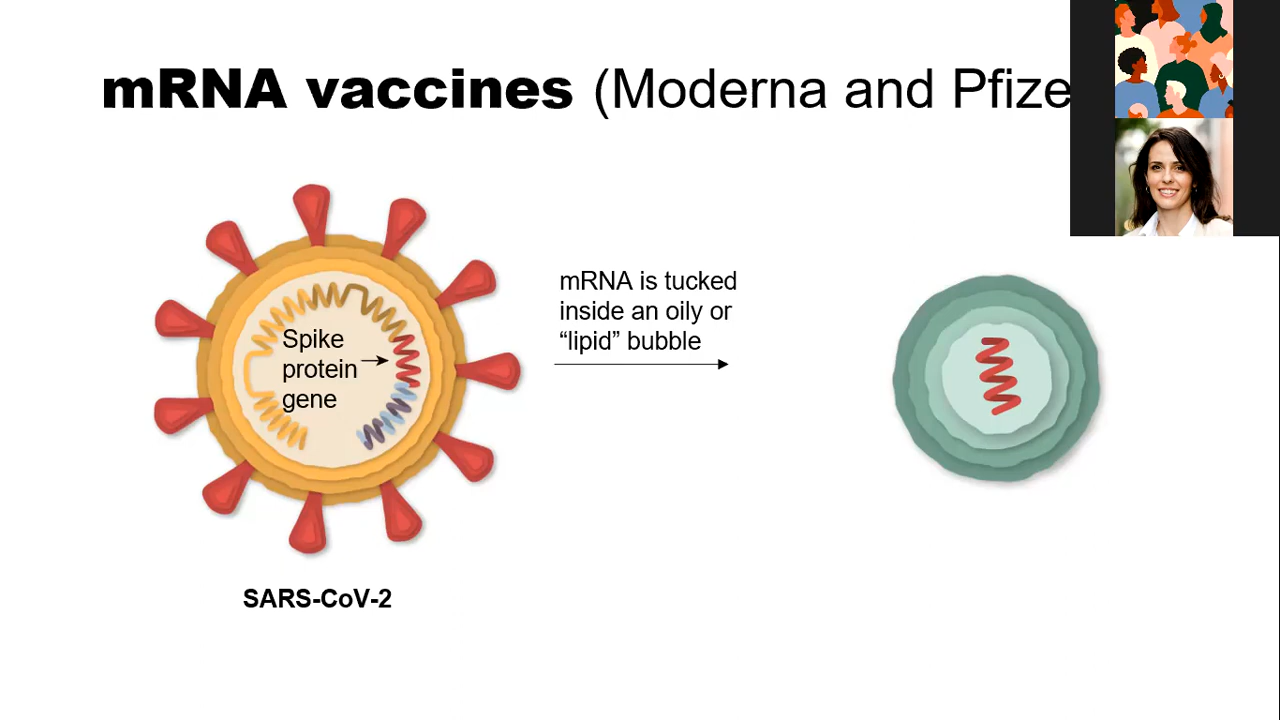 mRNA vaccines (Moderna and Pfize
Spike
protein
gene
mRNA is tucked
inside an oily or
“lipid” bubble
SARS-CoV-2